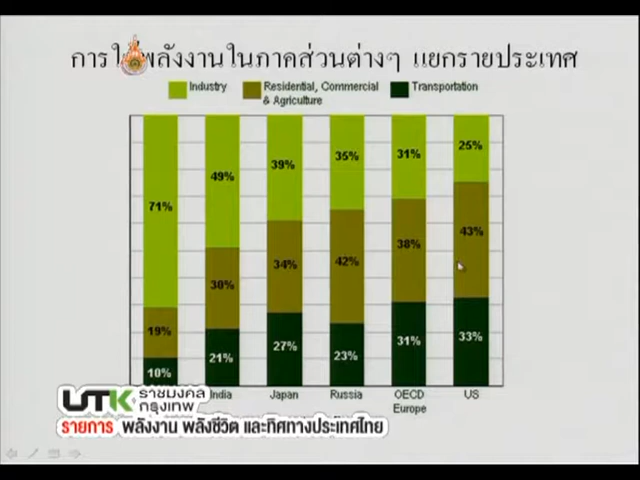 การใช้พลังงานในภาคส่วนต่างๆ แยกรายประเทศ
Industry
Residential, Commercial
& Agriculture
Transportation
71% 49% 39% 35% 31% 25%
19% 30% 34% 42% 38% 43%
10% 21% 27% 23% 31% 33%
India Japan Russia OECD
Europe US
UTK ราชมงคล
กรุงเทพ
รายการ พลังงาน พลังชีวิต และทิศทางประเทศไทย